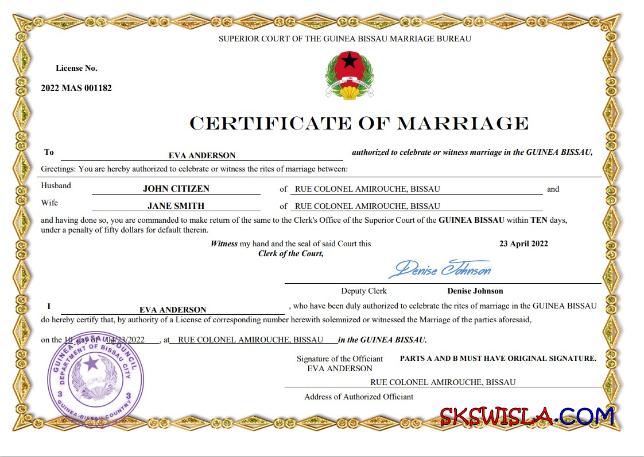 SUPERIOR COURT OF THE GUINEA BISSAU MARRIAGE BUREAU
License No.
2022 MAS 001182
CERTIFICATE OF MARRIAGE
To EVA ANDERSON authorized to celebrate or witness marriage in the GUINEA BISSAU,
Greetings: You are hereby authorized to celebrate or witness the rites of marriage between:
Husband JOHN CITIZEN of RUE COLONEL AMIROUCHE, BISSAU and
Wife JANE SMITH of RUE COLONEL AMIROUCHE, BISSAU
and having done so, you are commanded to make return of the same to the Clerk's Office of the Superior Court of the GUINEA BISSAU within TEN days,
under a penalty of fifty dollars for default therein.
Witness my hand and the seal of said Court this 23 April 2022
Clerk of the Court,
Denise Johnson
Deputy Clerk Denise Johnson
I EVA ANDERSON , who have been duly authorized to celebrate the rites of marriage in the GUINEA BISSAU
do hereby certify that, by authority of a License of corresponding number herewith solemnized or witnessed the Marriage of the parties aforesaid,
on the /2022 , at RUE COLONEL AMIROUCHE, BISSAU in the GUINEA BISSAU.
GUINEA-BISSAU COUNCIL
DEPARTMENT OF BISSAU CITY
3 3
GUINEA-BISSAU COUNTRY
Signature of the Officiant PARTS A AND B MUST HAVE ORIGINAL SIGNATURE.
EVA ANDERSON
RUE COLONEL AMIROUCHE, BISSAU
Address of Authorized Officiant
SKSWISLA.COM